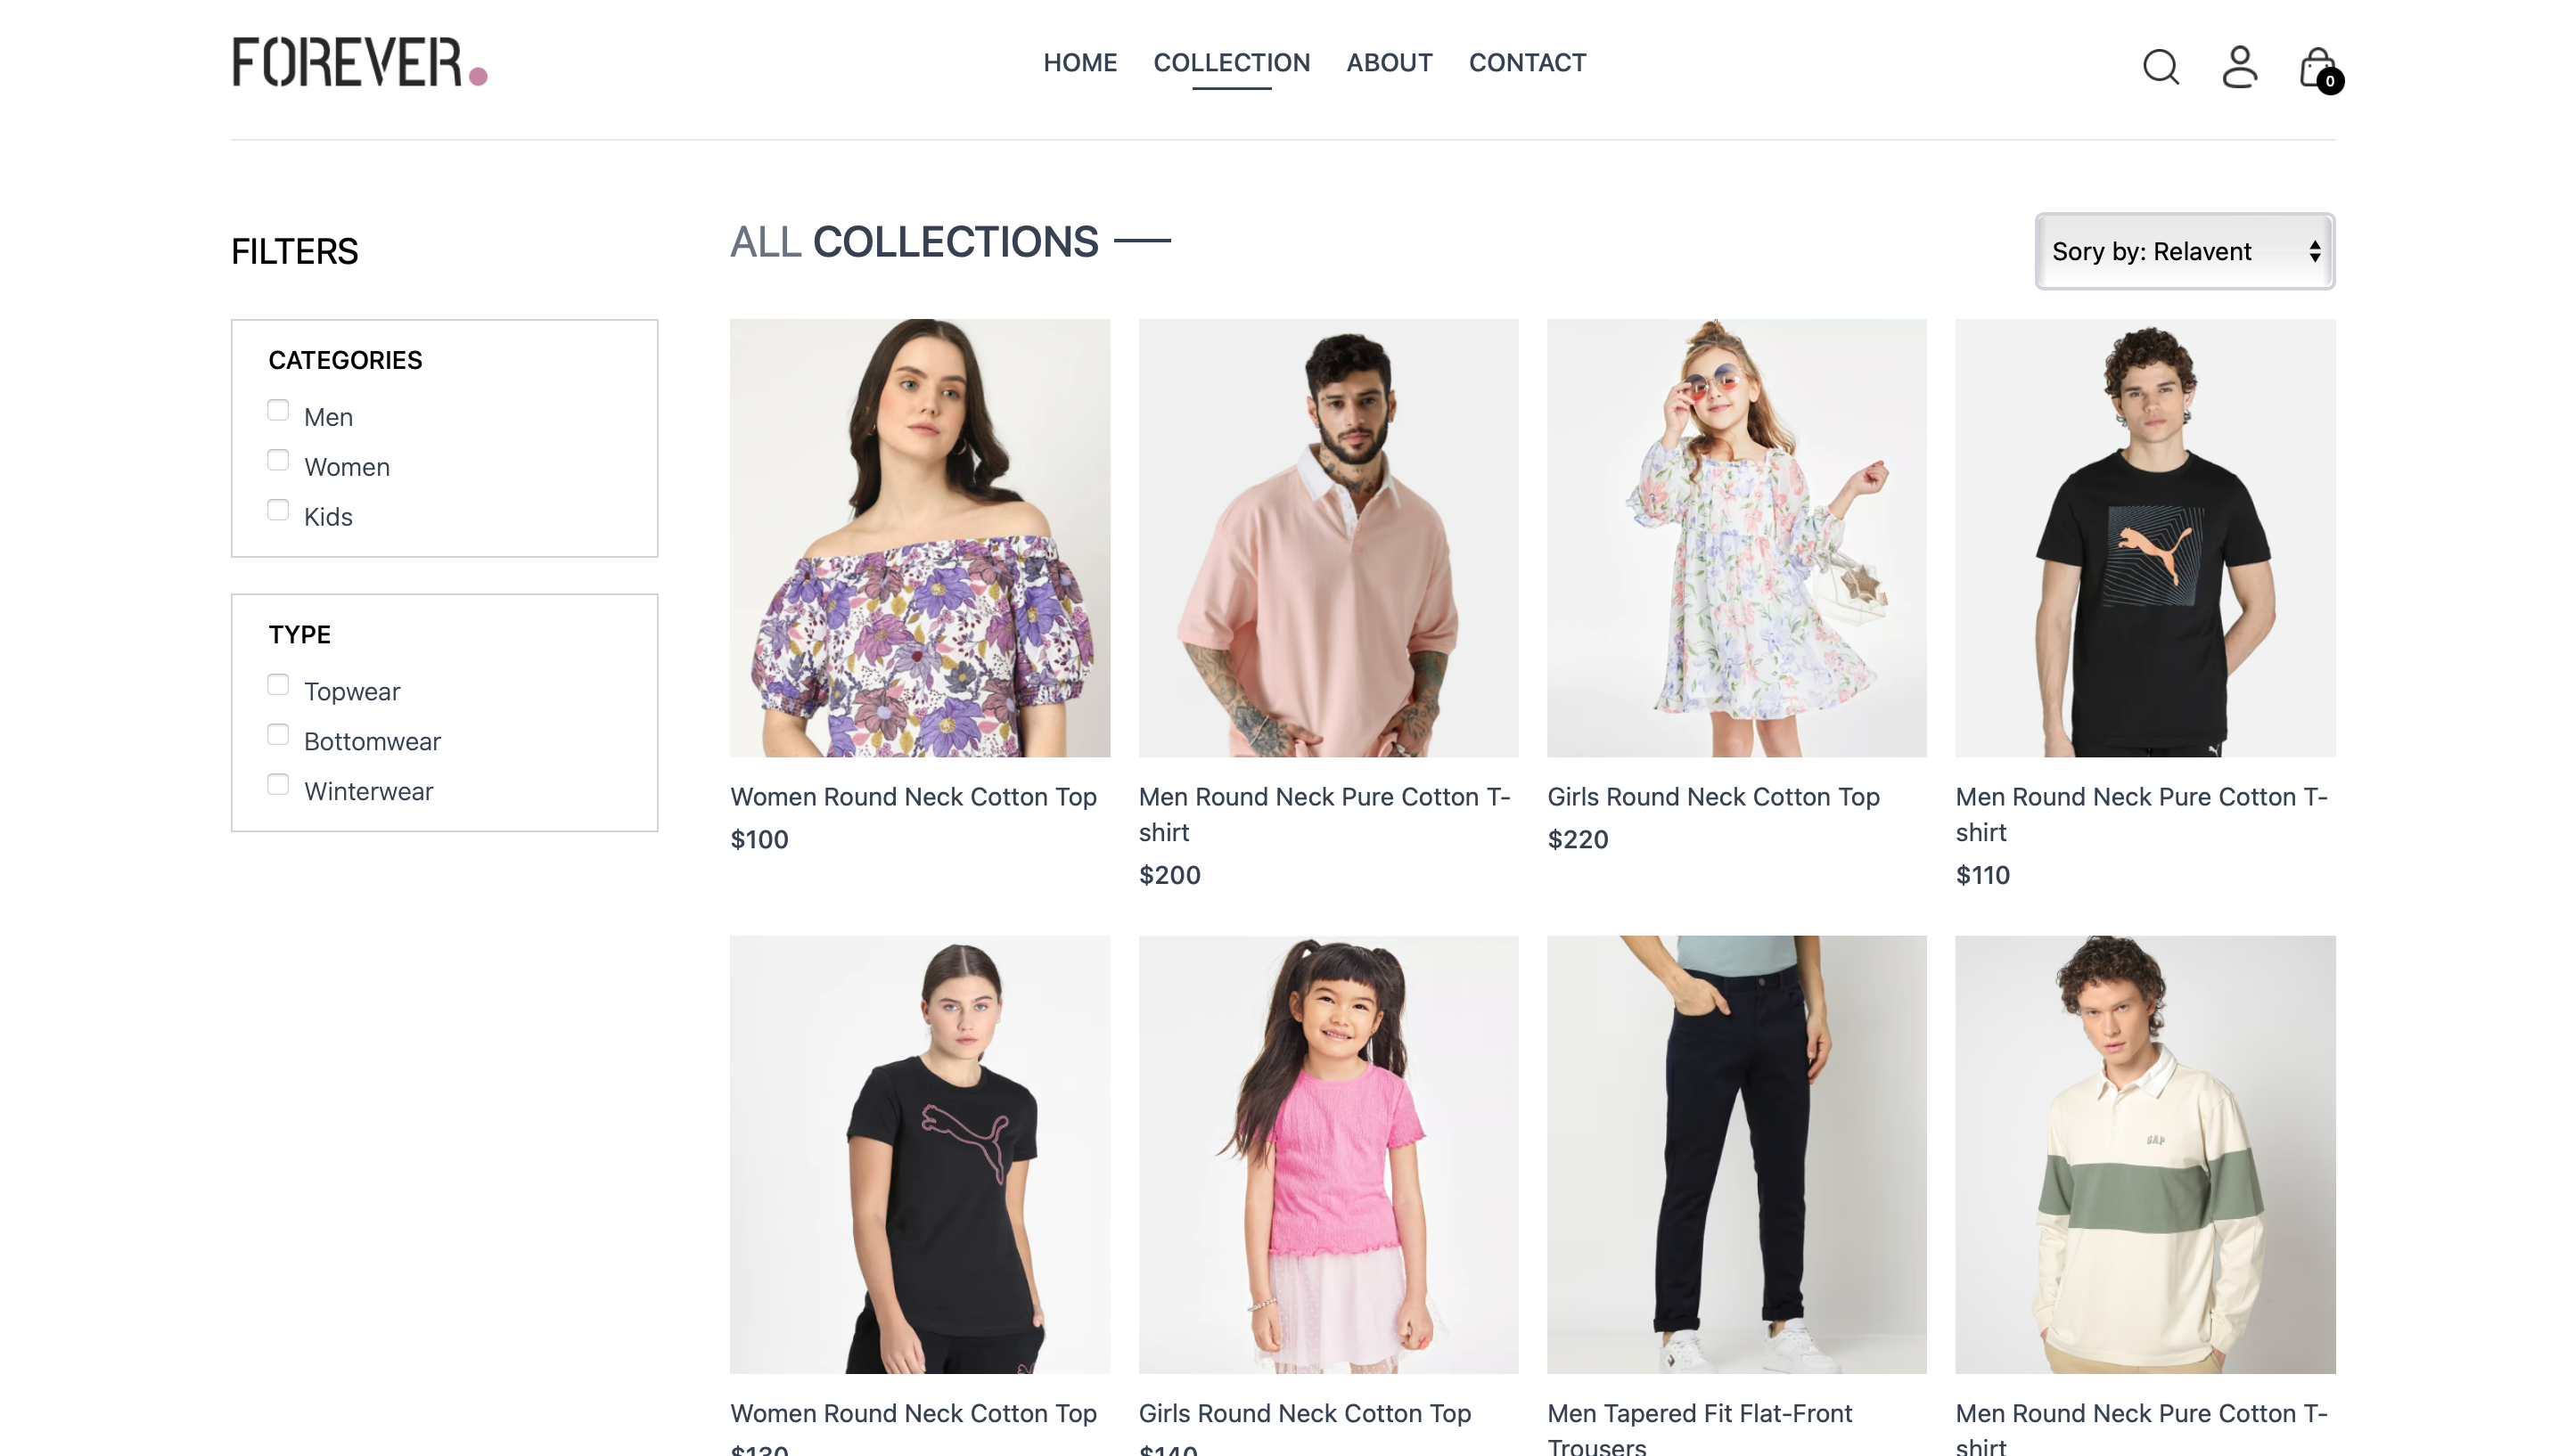 FOREVER.
HOME
COLLECTION
ABOUT
CONTACT
0
FILTERS
CATEGORIES
Men
Women
Kids
TYPE
Topwear
Bottomwear
Winterwear
ALL COLLECTIONS
Sory by: Relavent
Women Round Neck Cotton Top
$100
Men Round Neck Pure Cotton T-
shirt
$200
Girls Round Neck Cotton Top
$220
Men Round Neck Pure Cotton T-
shirt
$110
GAP
Women Round Neck Cotton Top
$130
Girls Round Neck Cotton Top
$140
Men Tapered Fit Flat-Front
Trousers
Men Round Neck Pure Cotton T-
shirt